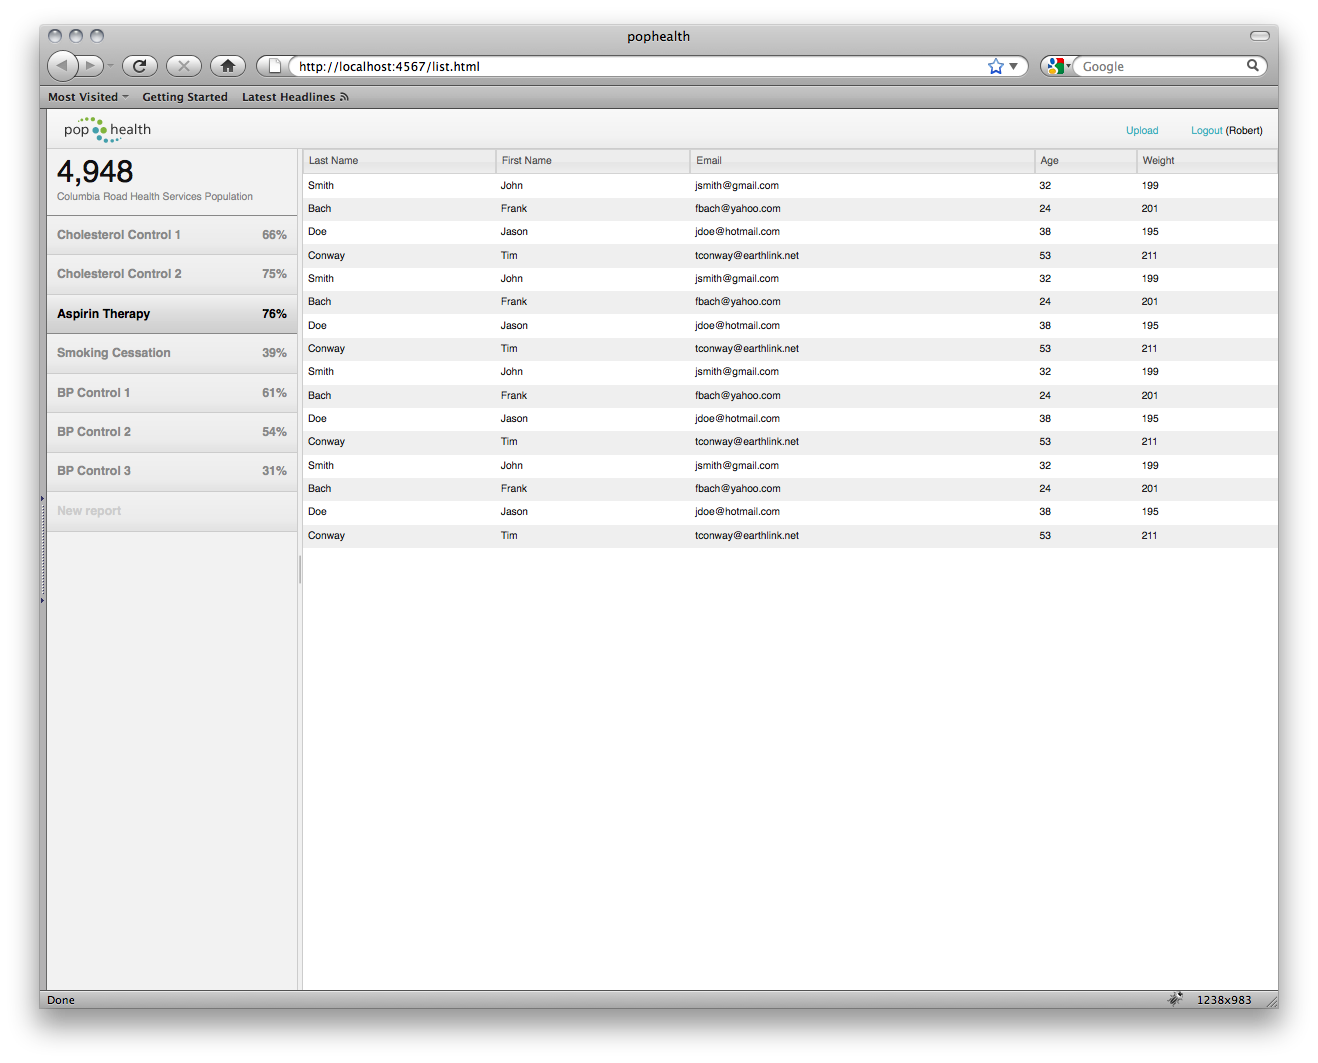 pophealth
http://localhost:4567/list.html
Google
Most Visited Getting Started Latest Headlines
pop health
Upload Logout (Robert)
4,948
Columbia Road Health Services Population
Cholesterol Control 1 66%
Cholesterol Control 2 75%
Aspirin Therapy 76%
Smoking Cessation 39%
BP Control 1 61%
BP Control 2 54%
BP Control 3 31%
New report
Last Name First Name Email Age Weight
Smith John jsmith@gmail.com 32 199
Bach Frank fbach@yahoo.com 24 201
Doe Jason jdoe@hotmail.com 38 195
Conway Tim tconway@earthlink.net 53 211
Smith John jsmith@gmail.com 32 199
Bach Frank fbach@yahoo.com 24 201
Doe Jason jdoe@hotmail.com 38 195
Conway Tim tconway@earthlink.net 53 211
Smith John jsmith@gmail.com 32 199
Bach Frank fbach@yahoo.com 24 201
Doe Jason jdoe@hotmail.com 38 195
Conway Tim tconway@earthlink.net 53 211
Smith John jsmith@gmail.com 32 199
Bach Frank fbach@yahoo.com 24 201
Doe Jason jdoe@hotmail.com 38 195
Conway Tim tconway@earthlink.net 53 211
Done 1238x983